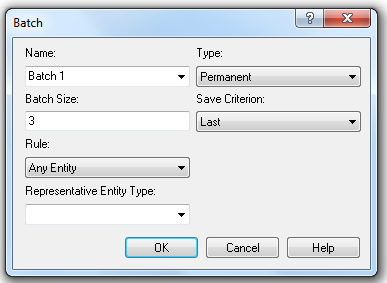 Batch
Name:
Type:
Batch 1
Permanent
Batch Size:
Save Criterion:
3
Last
Rule:
Any Entity
Representative Entity Type:
OK
Cancel
Help